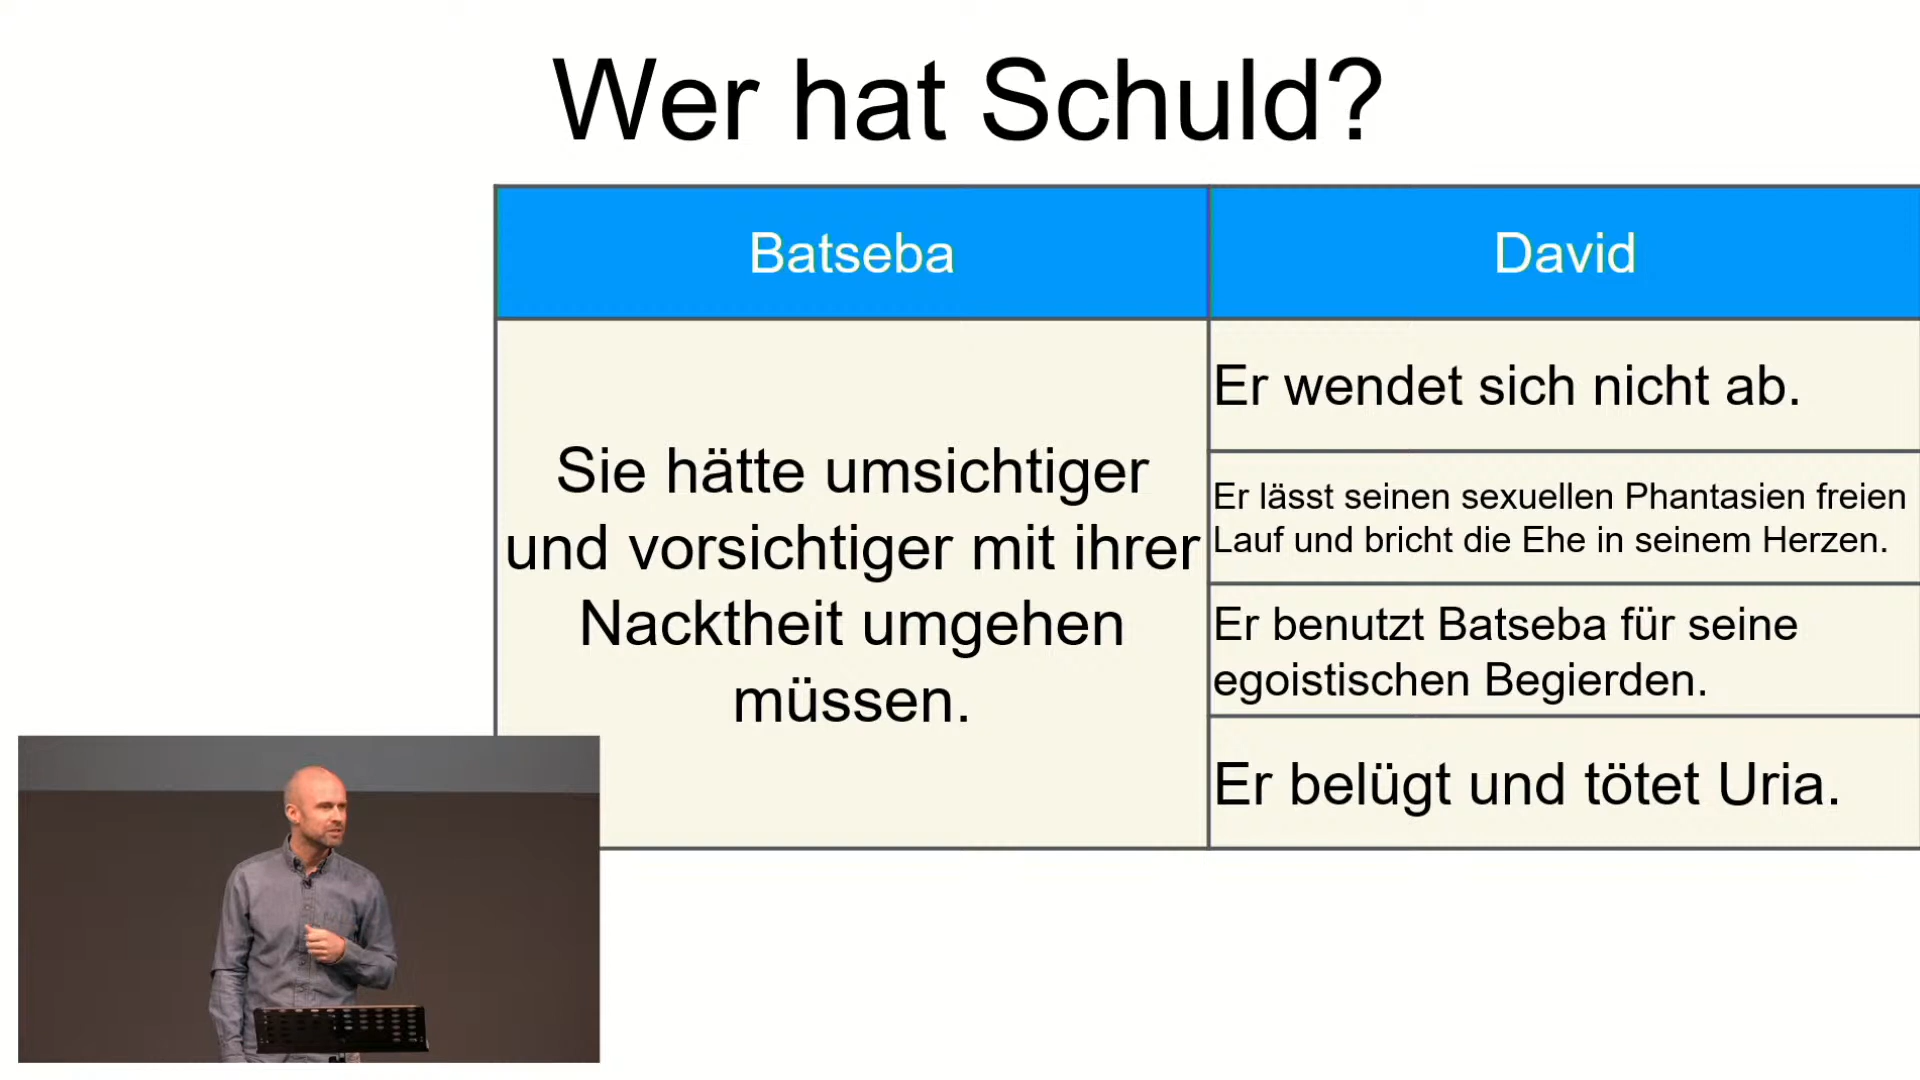 Wer hat Schuld?
Batseba
David
Sie hätte umsichtiger
und vorsichtiger mit ihrer
Nacktheit umgehen
müssen.
Er wendet sich nicht ab.
Er lässt seinen sexuellen Phantasien freien
Lauf und bricht die Ehe in seinem Herzen.
Er benutzt Batseba für seine
egoistischen Begierden.
Er belügt und tötet Uria.